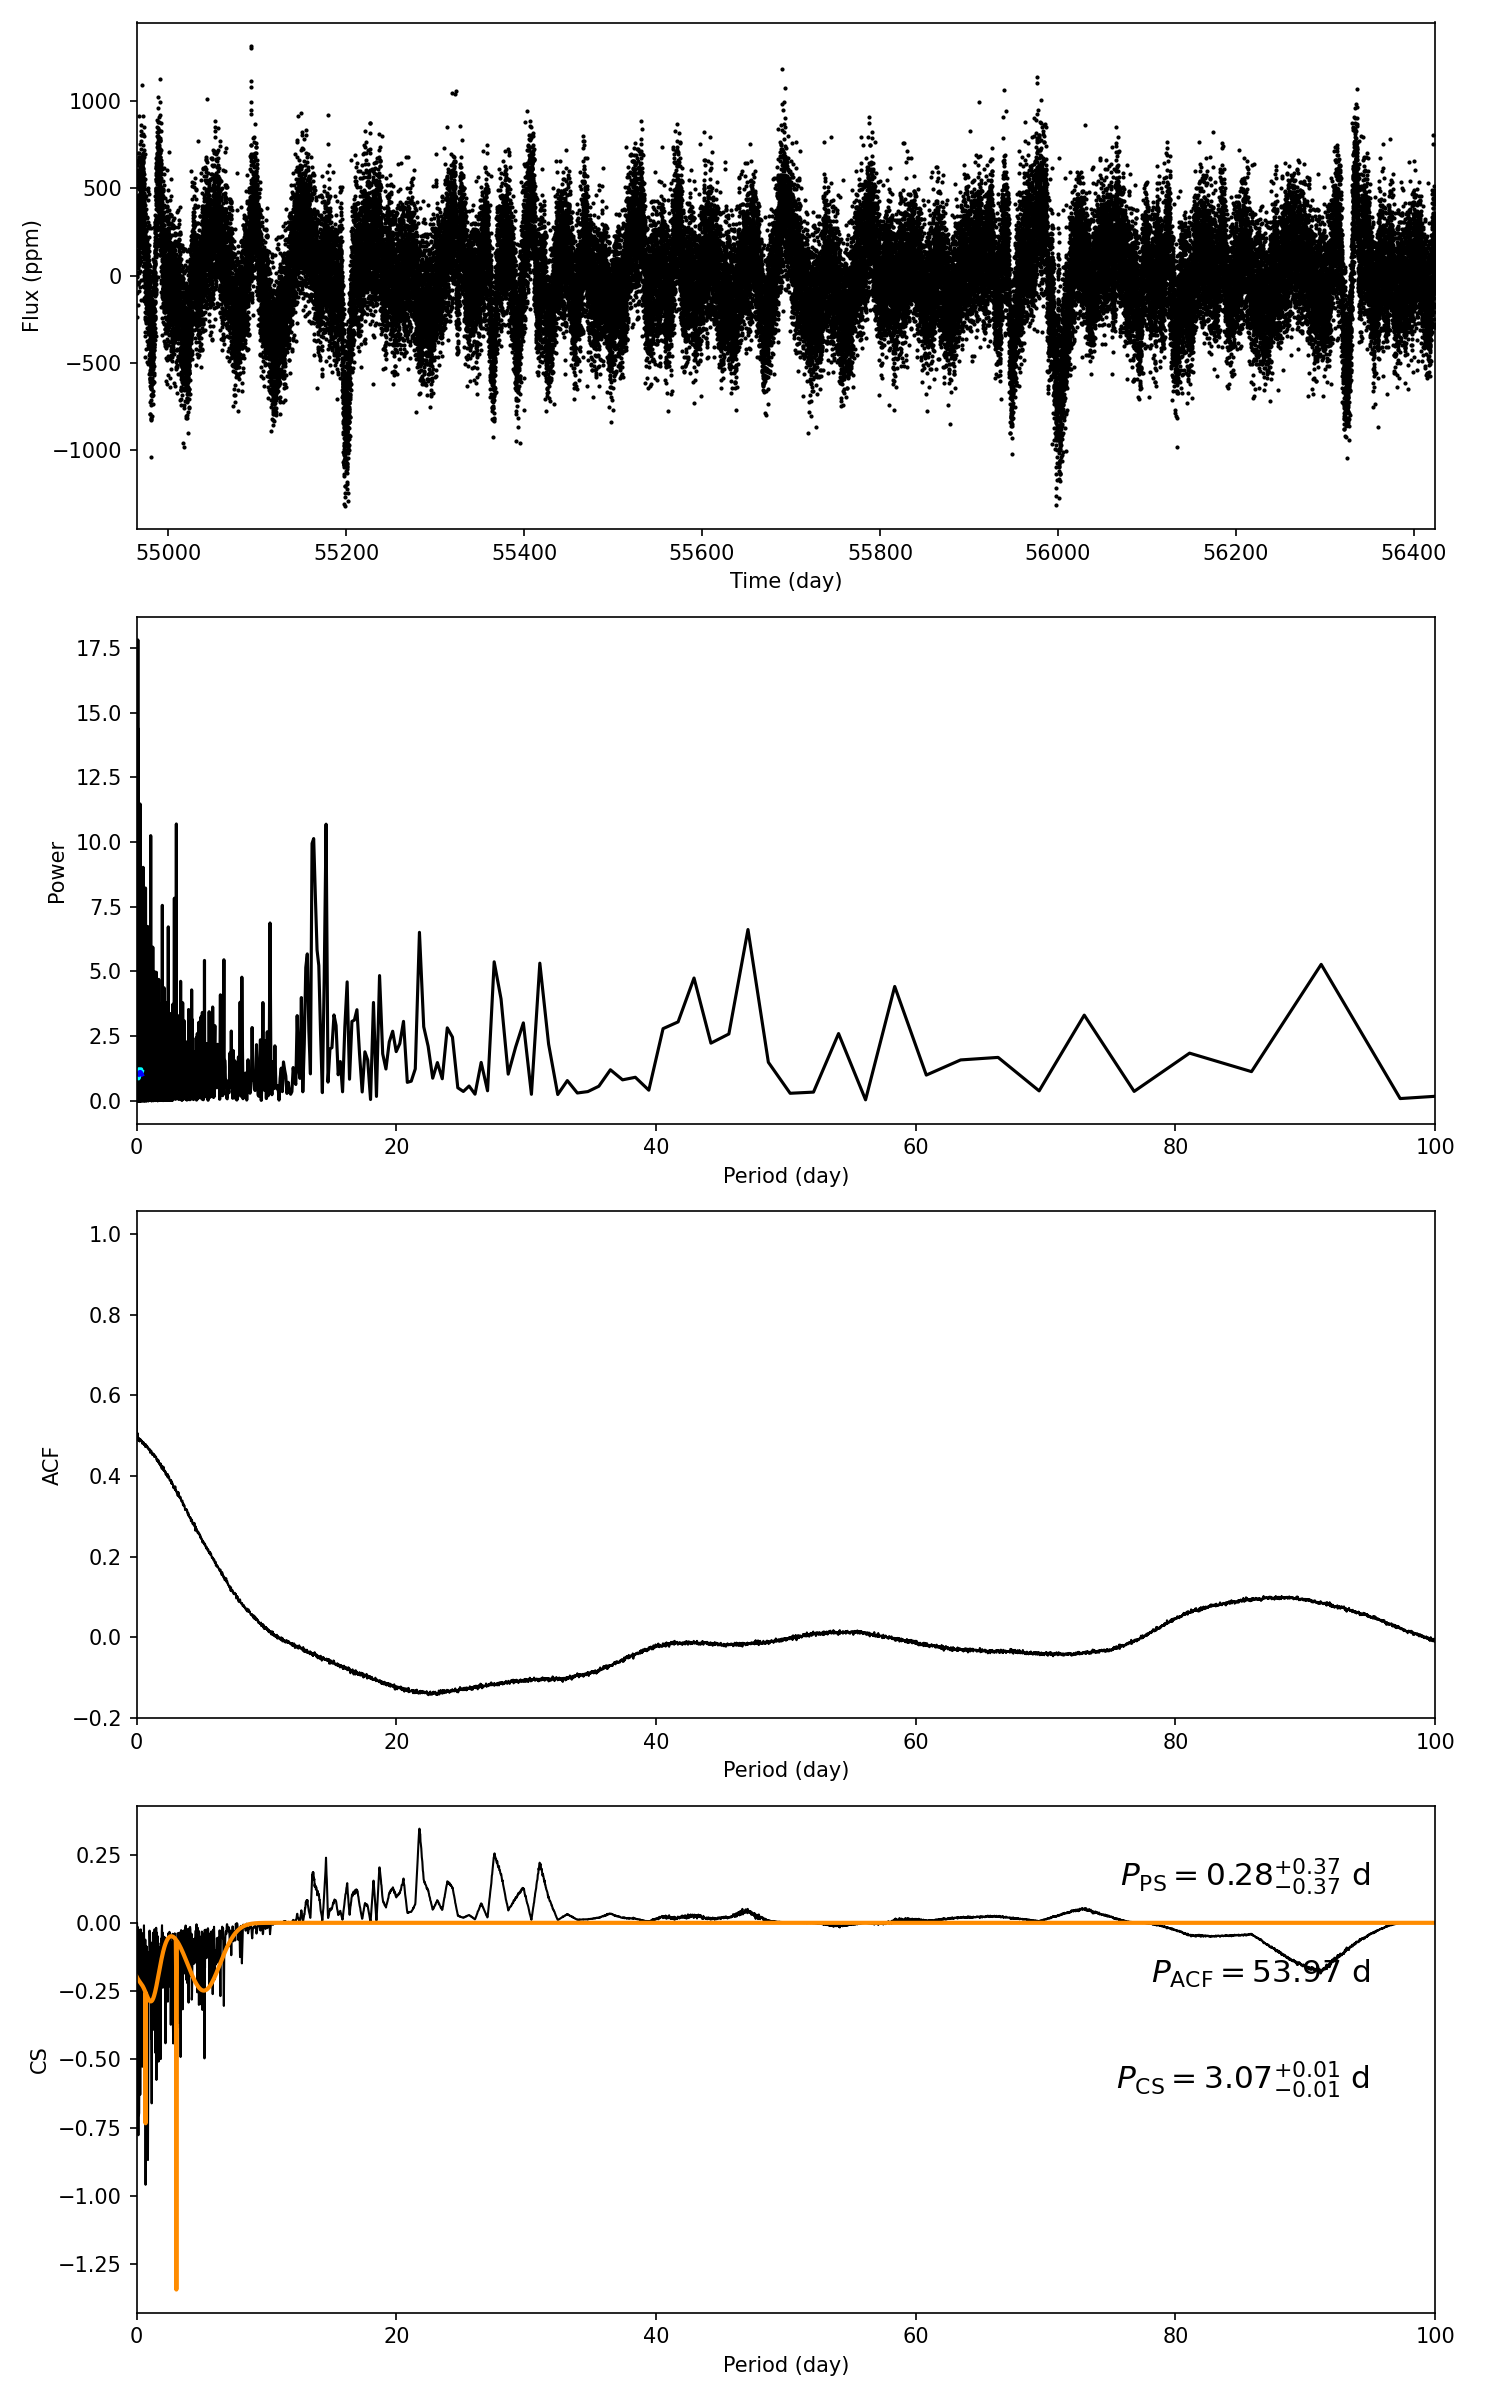 1000
500
0
−500
−1000
Flux (ppm)
55000 55200 55400 55600 55800 56000 56200 56400
Time (day)
17.5
15.0
12.5
10.0
7.5
5.0
2.5
0.0
Power
0 20 40 60 80 100
Period (day)
1.0
0.8
0.6
0.4
0.2
0.0
−0.2
ACF
0 20 40 60 80 100
Period (day)
0.25
0.00
−0.25
−0.50
−0.75
−1.00
−1.25
CS
P_PS = 0.28^{+0.37}_{−0.37} d
P_ACF = 53.97 d
P_CS = 3.07^{+0.01}_{−0.01} d
0 20 40 60 80 100
Period (day)